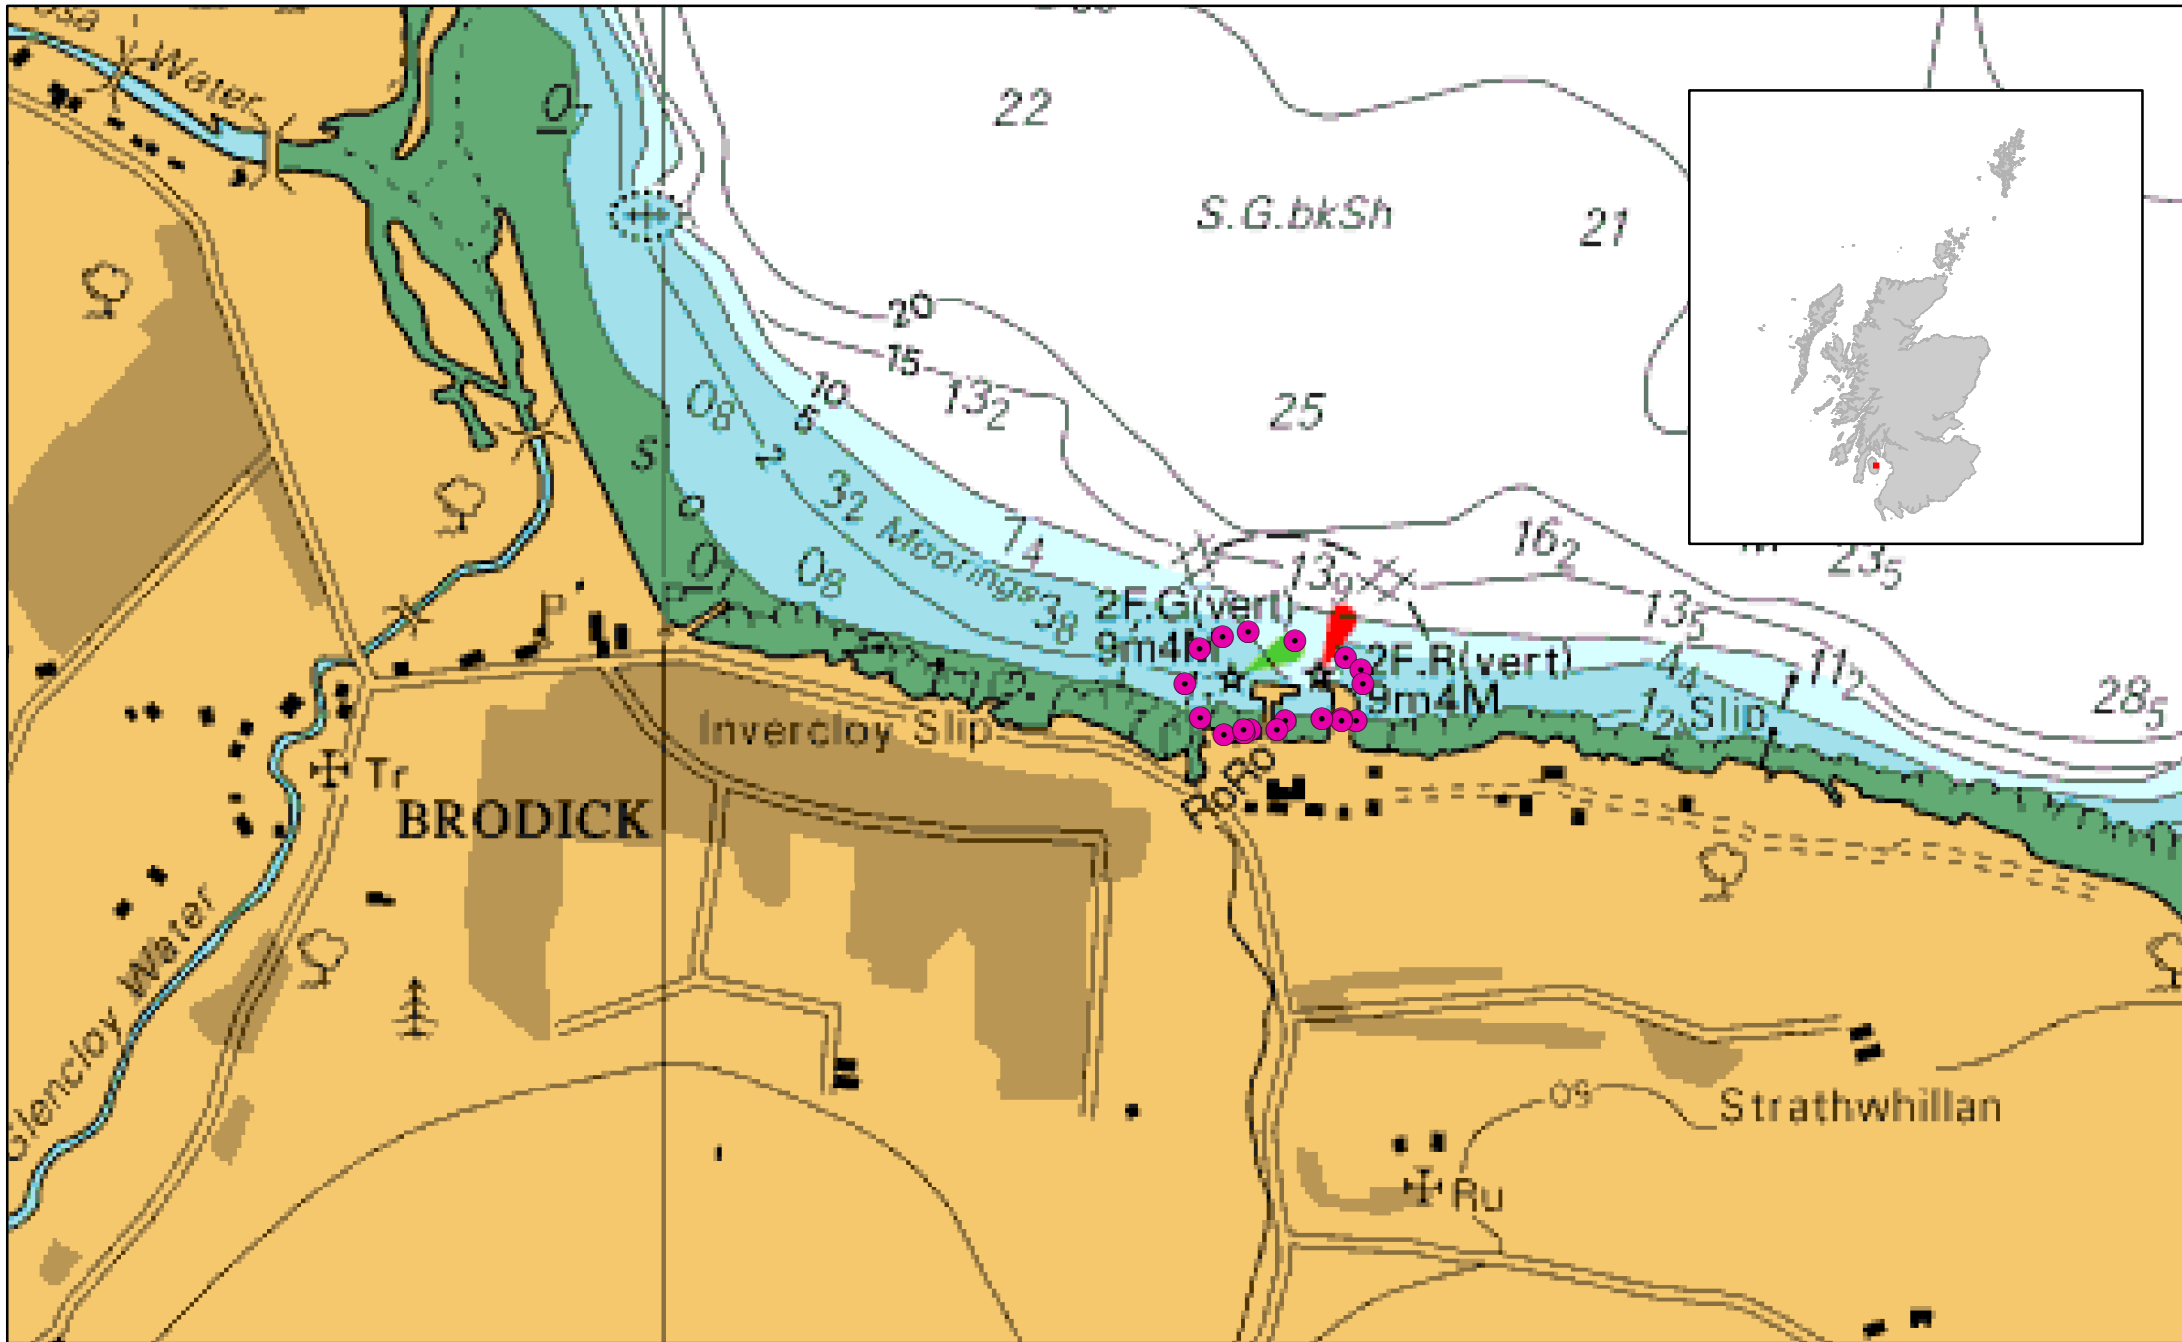 Water
0₇
22
S.G.bkSh
21
20
15
10
13₂
5
25
0₈
2
S
32 Moorings
7₄
16₂
23₅
0₈
13₉
13₅
3₈
2F.G(vert)
9m4M
2F.R(vert)
9m4M
4₄
11₂
28₅
1₂
Slip
P
Invercloy Slip
Tr
BRODICK
RoRo
Glencloy Water
Strathwhillan
Ru